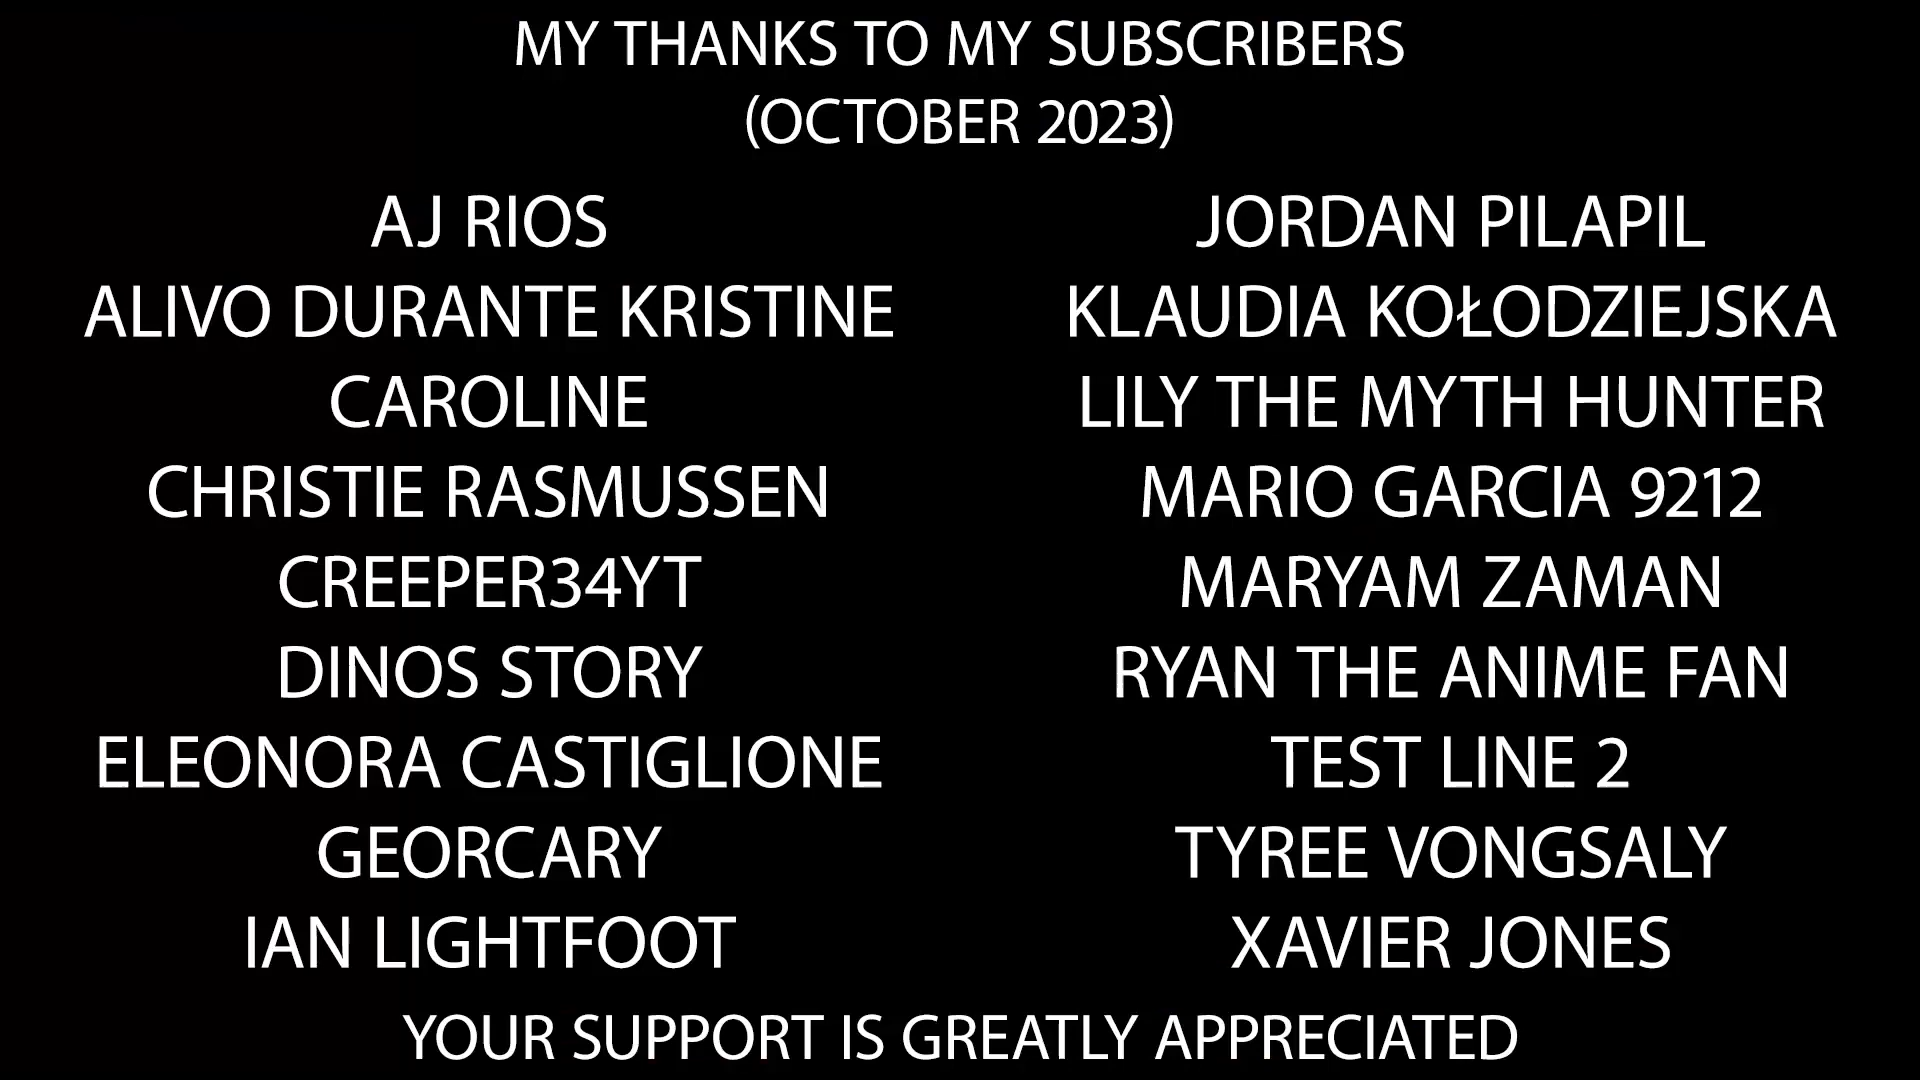 MY THANKS TO MY SUBSCRIBERS
(OCTOBER 2023)
AJ RIOS
ALIVO DURANTE KRISTINE
CAROLINE
CHRISTIE RASMUSSEN
CREEPER34YT
DINOS STORY
ELEONORA CASTIGLIONE
GEORCARY
IAN LIGHTFOOT
JORDAN PILAPIL
KLAUDIA KOŁODZIEJSKA
LILY THE MYTH HUNTER
MARIO GARCIA 9212
MARYAM ZAMAN
RYAN THE ANIME FAN
TEST LINE 2
TYREE VONGSALY
XAVIER JONES
YOUR SUPPORT IS GREATLY APPRECIATED